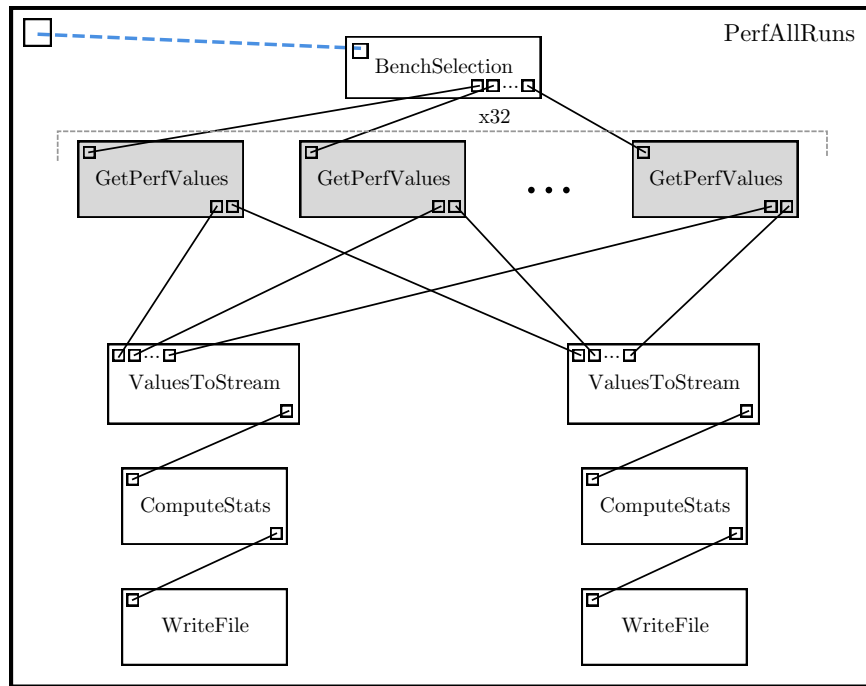 PerfAllRuns
BenchSelection
...
x32
GetPerfValues GetPerfValues ... GetPerfValues
... ...
ValuesToStream ValuesToStream
ComputeStats ComputeStats
WriteFile WriteFile